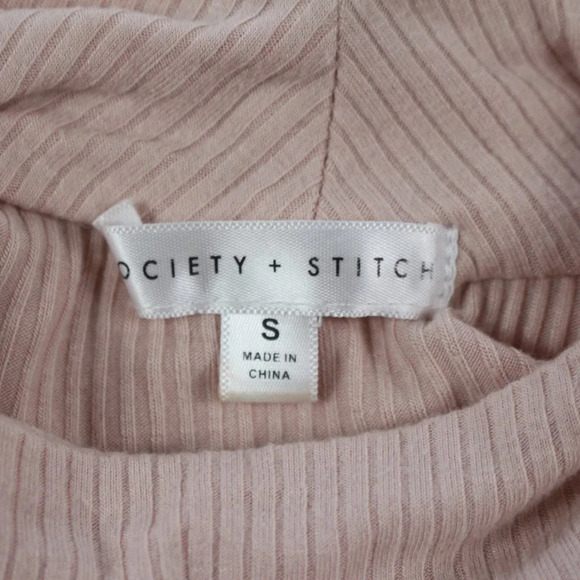 OCIETY + STITCH
S
MADE IN
CHINA